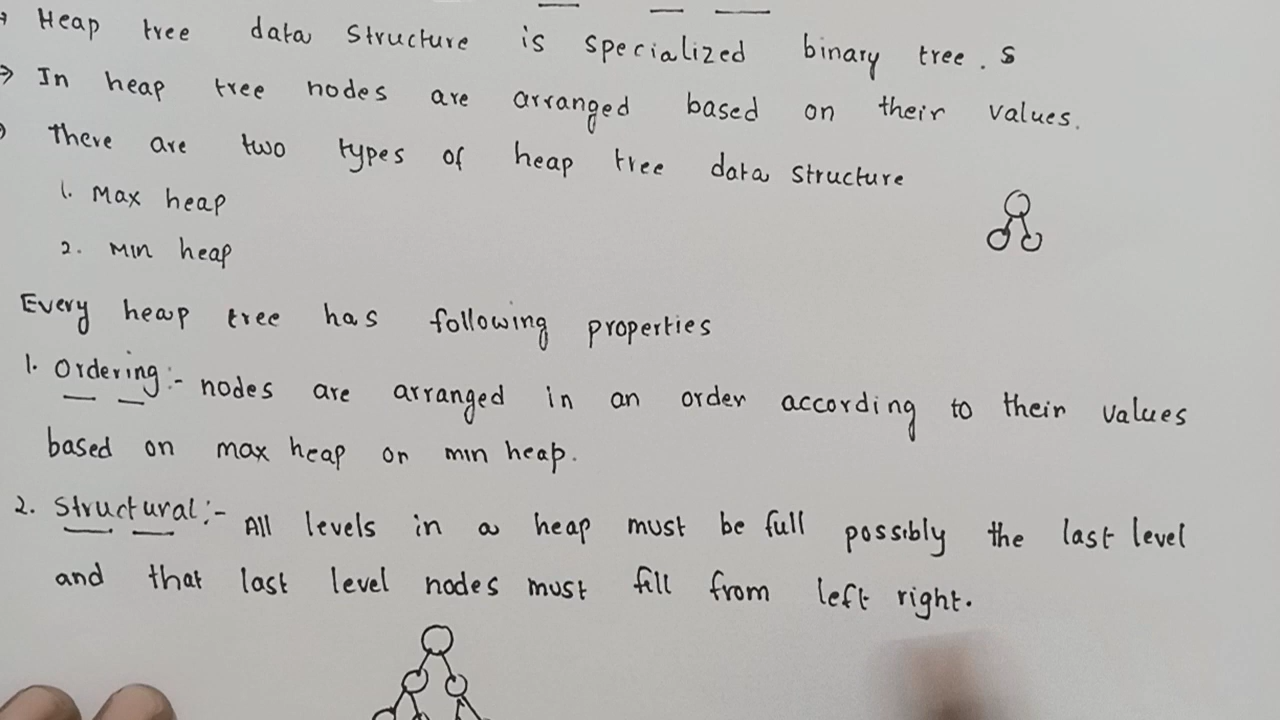 Heap tree data structure is specialized binary tree. s
⇒ In heap tree nodes are arranged based on their values.
There are two types of heap tree data structure
1. Max heap
2. Min heap
Every heap tree has following properties
1. Ordering:- nodes are arranged in an order according to their values
based on max heap or min heap.
2. Structural:- All levels in a heap must be full possibly the last level
and that last level nodes must fill from left right.